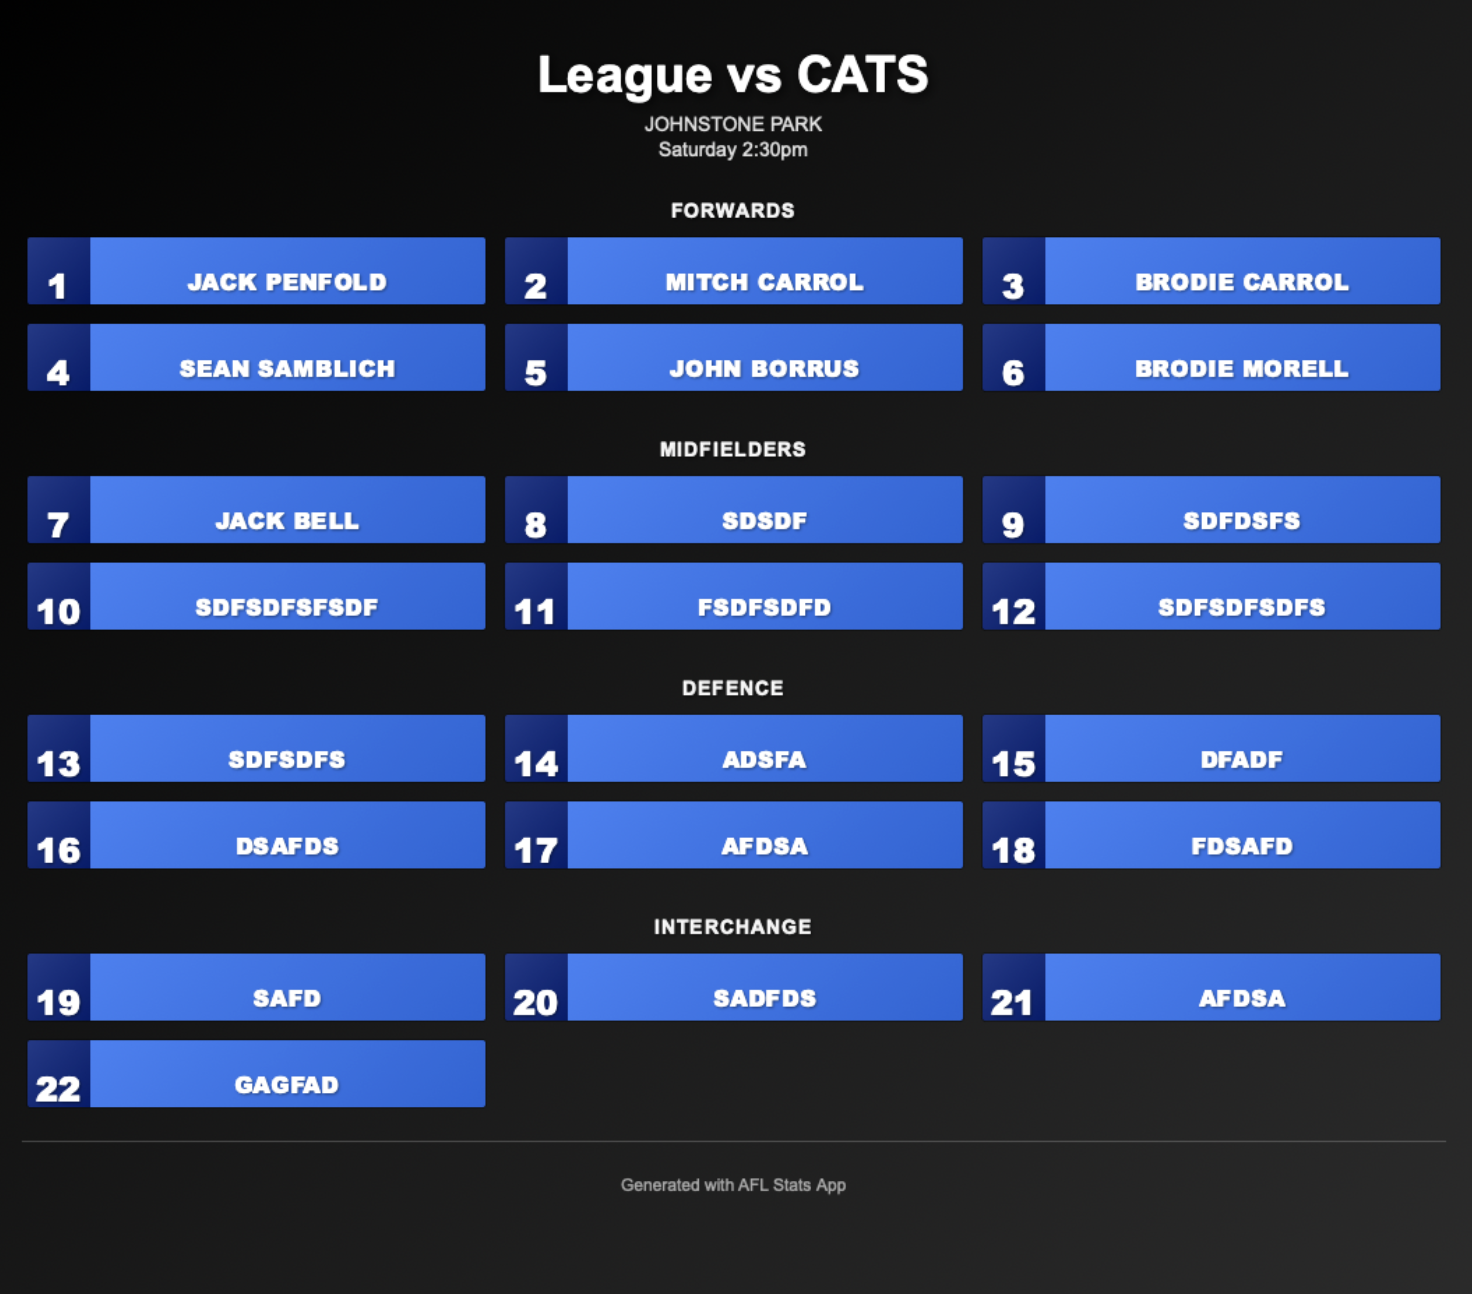 League vs CATS
JOHNSTONE PARK
Saturday 2:30pm
FORWARDS
1 JACK PENFOLD 2 MITCH CARROL 3 BRODIE CARROL
4 SEAN SAMBLICH 5 JOHN BORRUS 6 BRODIE MORELL
MIDFIELDERS
7 JACK BELL 8 SDSDF 9 SDFDSFS
10 SDFSDFSFSDF 11 FSDFSDFD 12 SDFSDFSDFS
DEFENCE
13 SDFSDFS 14 ADSFA 15 DFADF
16 DSAFDS 17 AFDSA 18 FDSAFD
INTERCHANGE
19 SAFD 20 SADFDS 21 AFDSA
22 GAGFAD
Generated with AFL Stats App